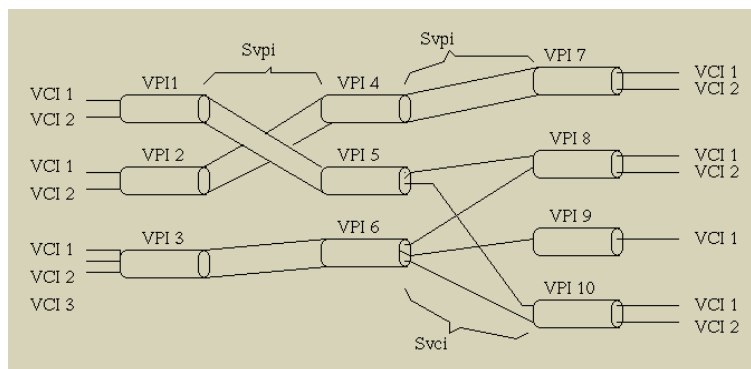 Svpi
Svpi
VPI 7
VPI1
VPI 4
VCI 1
VCI 1
VCI 2
VCI 2
VPI 8
VPI 2
VPI 5
VCI 1
VCI 1
VCI 2
VCI 2
VPI 9
VPI 3
VPI 6
VCI 1
VCI 1
VCI 2
VPI 10
VCI 3
VCI 1
VCI 2
Svci